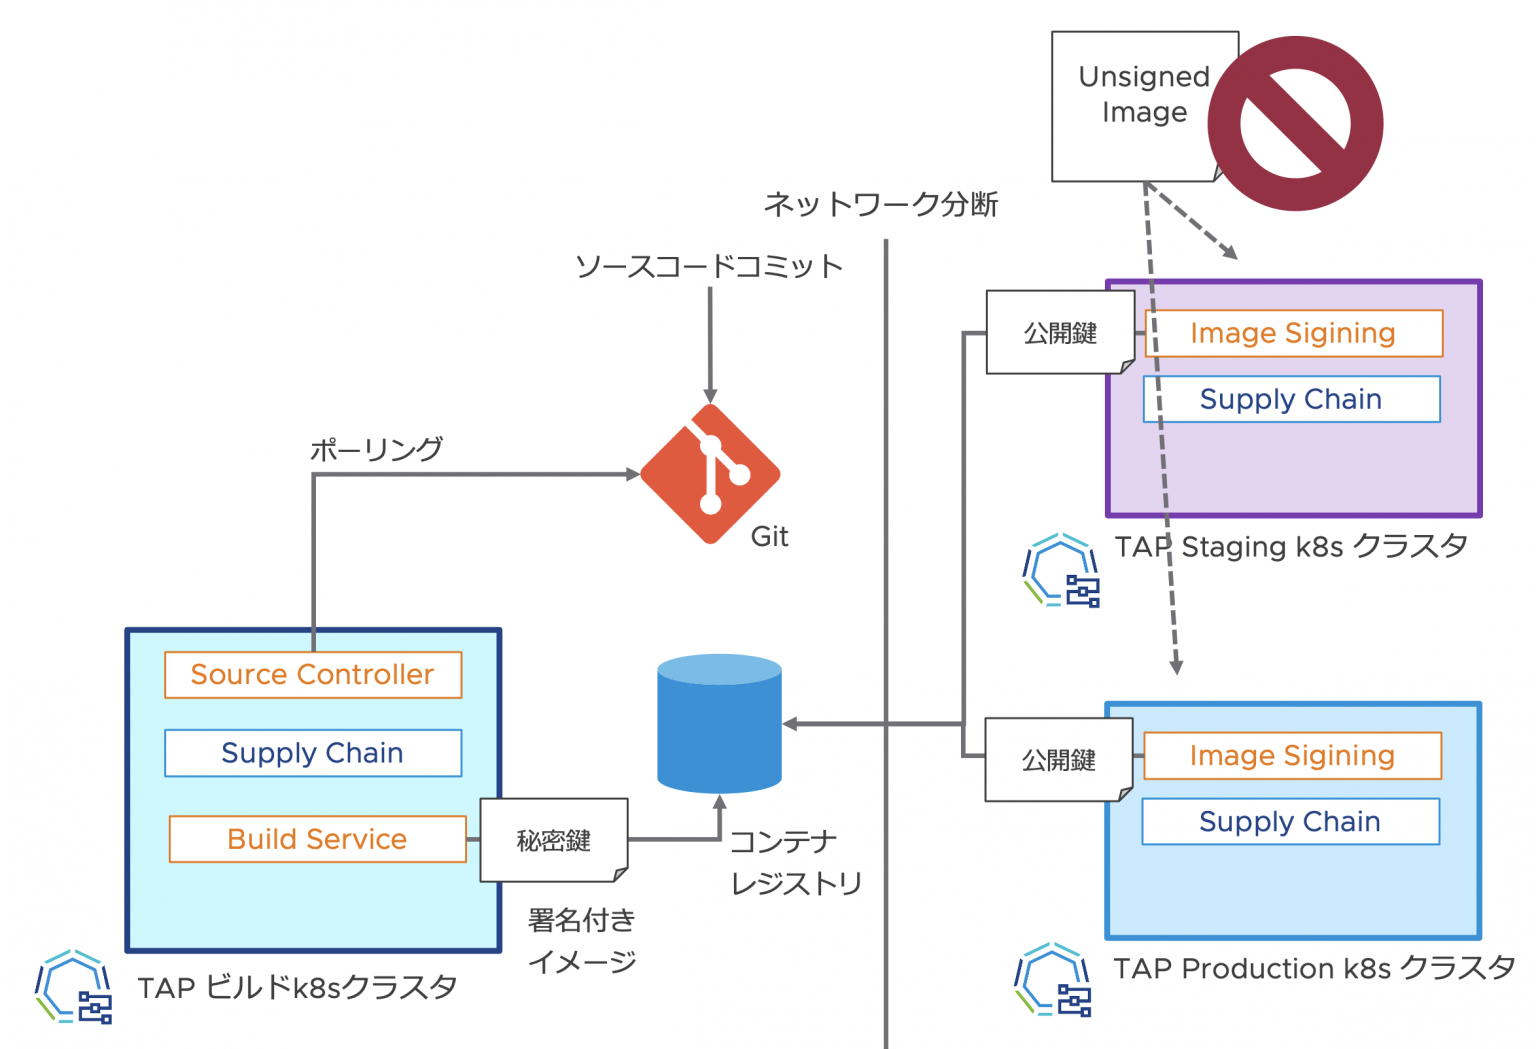 Unsigned
Image
ネットワーク分断
ソースコードコミット
公開鍵
Image Sigining
Supply Chain
ポーリング
Git
TAP Staging k8s クラスタ
Source Controller
Supply Chain
Build Service
秘密鍵
コンテナ
レジストリ
署名付き
イメージ
TAP ビルドk8sクラスタ
公開鍵
Image Sigining
Supply Chain
TAP Production k8s クラスタ